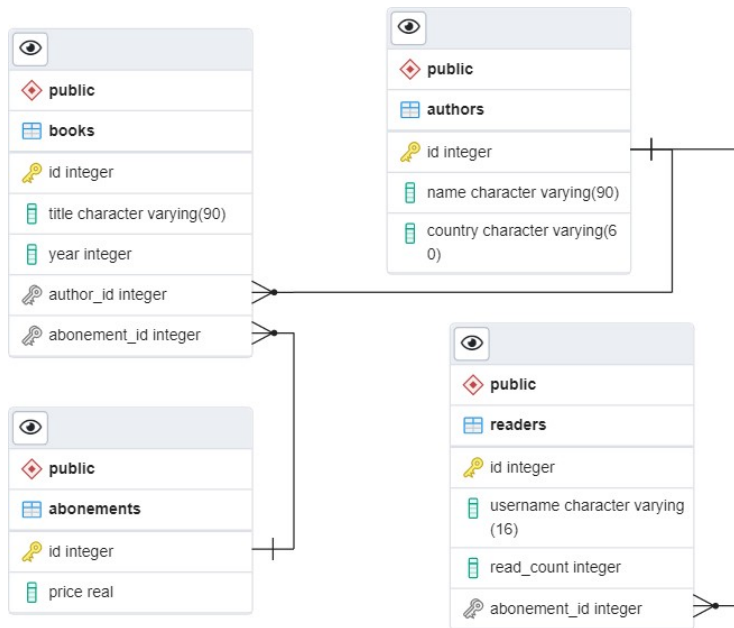 public
books
id integer
title character varying(90)
year integer
author_id integer
abonement_id integer
public
authors
id integer
name character varying(90)
country character varying(6
0)
public
abonements
id integer
price real
public
readers
id integer
username character varying
(16)
read_count integer
abonement_id integer